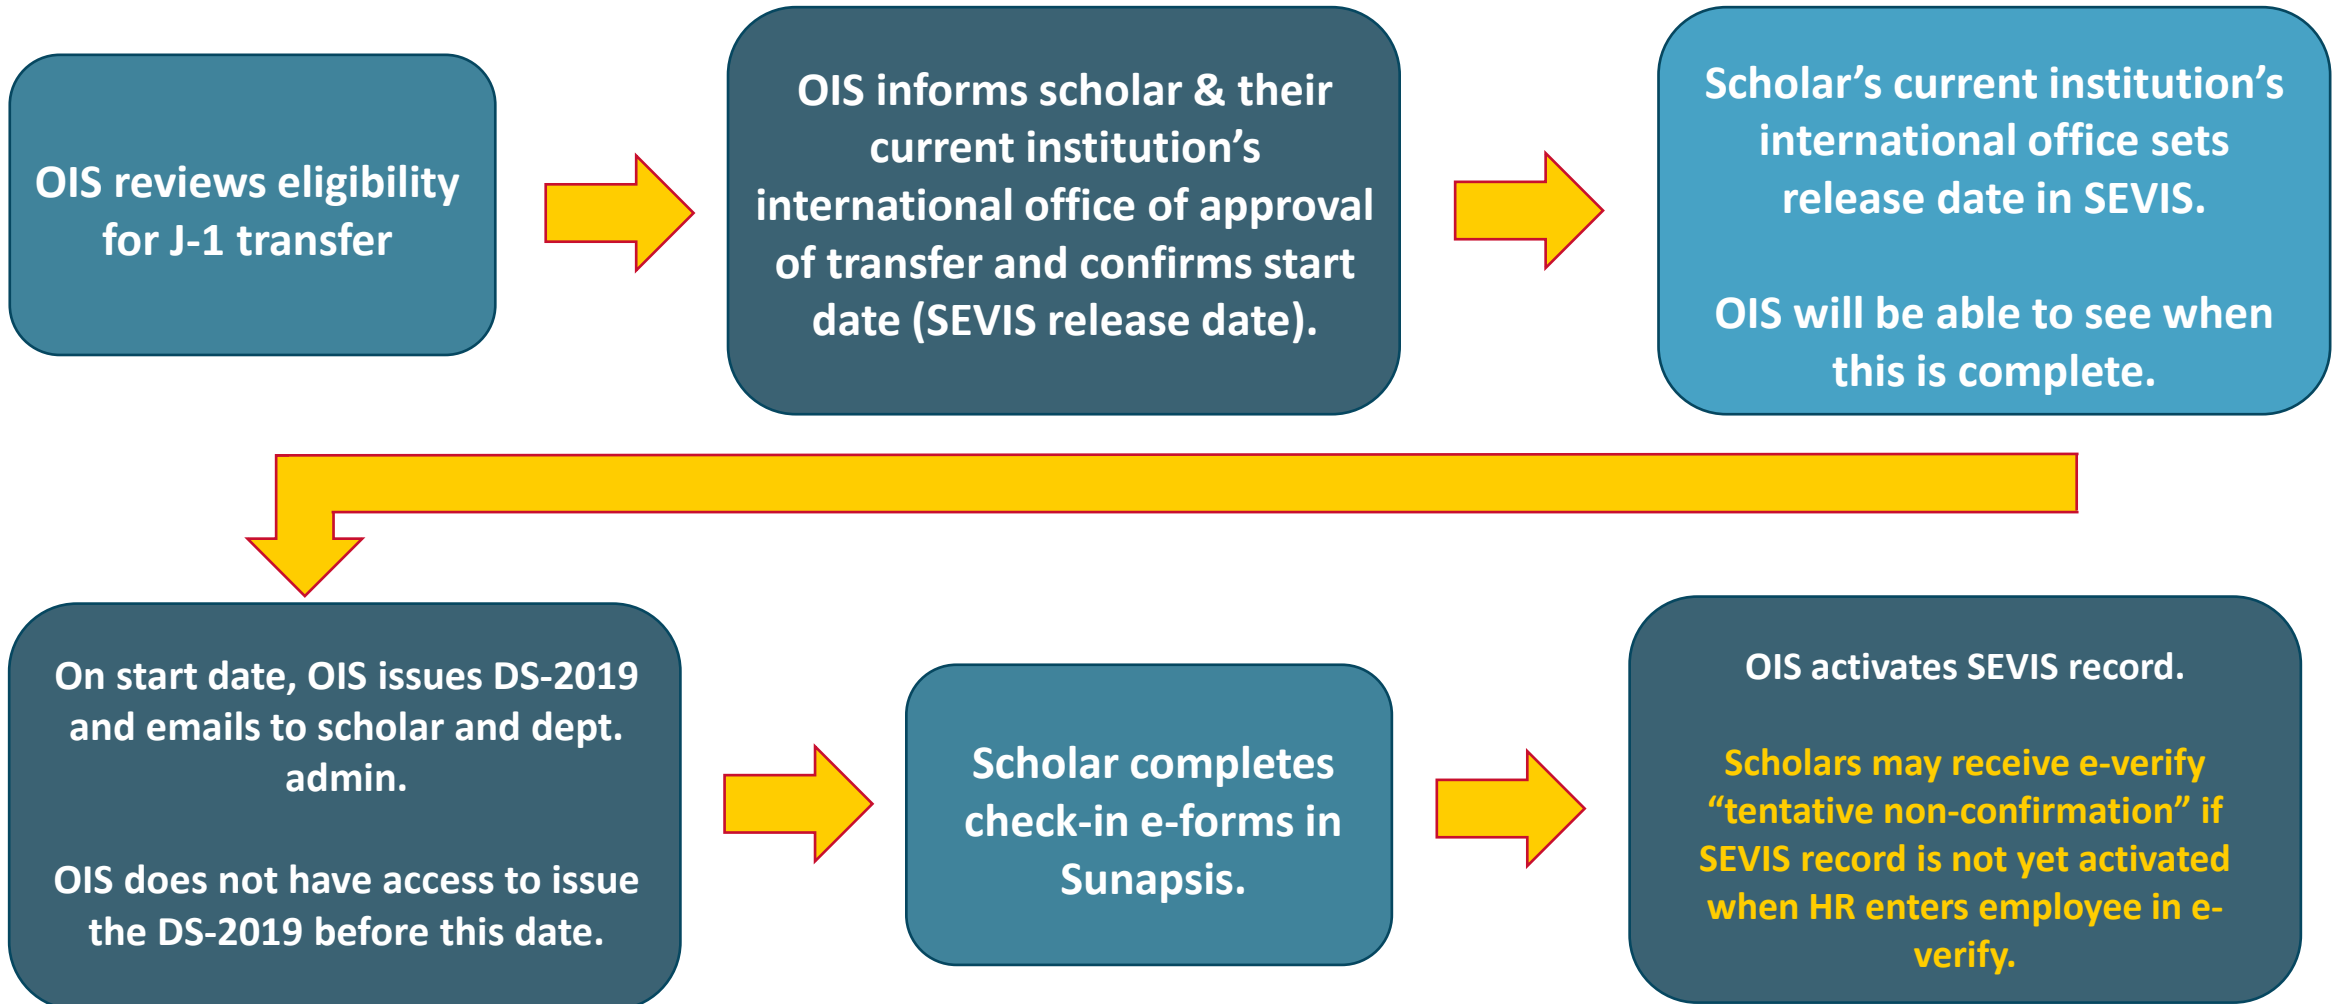 OIS reviews eligibility
for J-1 transfer
OIS informs scholar & their
current institution’s
international office of approval
of transfer and confirms start
date (SEVIS release date).
Scholar’s current institution’s
international office sets
release date in SEVIS.
OIS will be able to see when
this is complete.
On start date, OIS issues DS-2019
and emails to scholar and dept.
admin.
OIS does not have access to issue
the DS-2019 before this date.
Scholar completes
check-in e-forms in
Sunapsis.
OIS activates SEVIS record.
Scholars may receive e-verify
“tentative non-confirmation” if
SEVIS record is not yet activated
when HR enters employee in e-
verify.